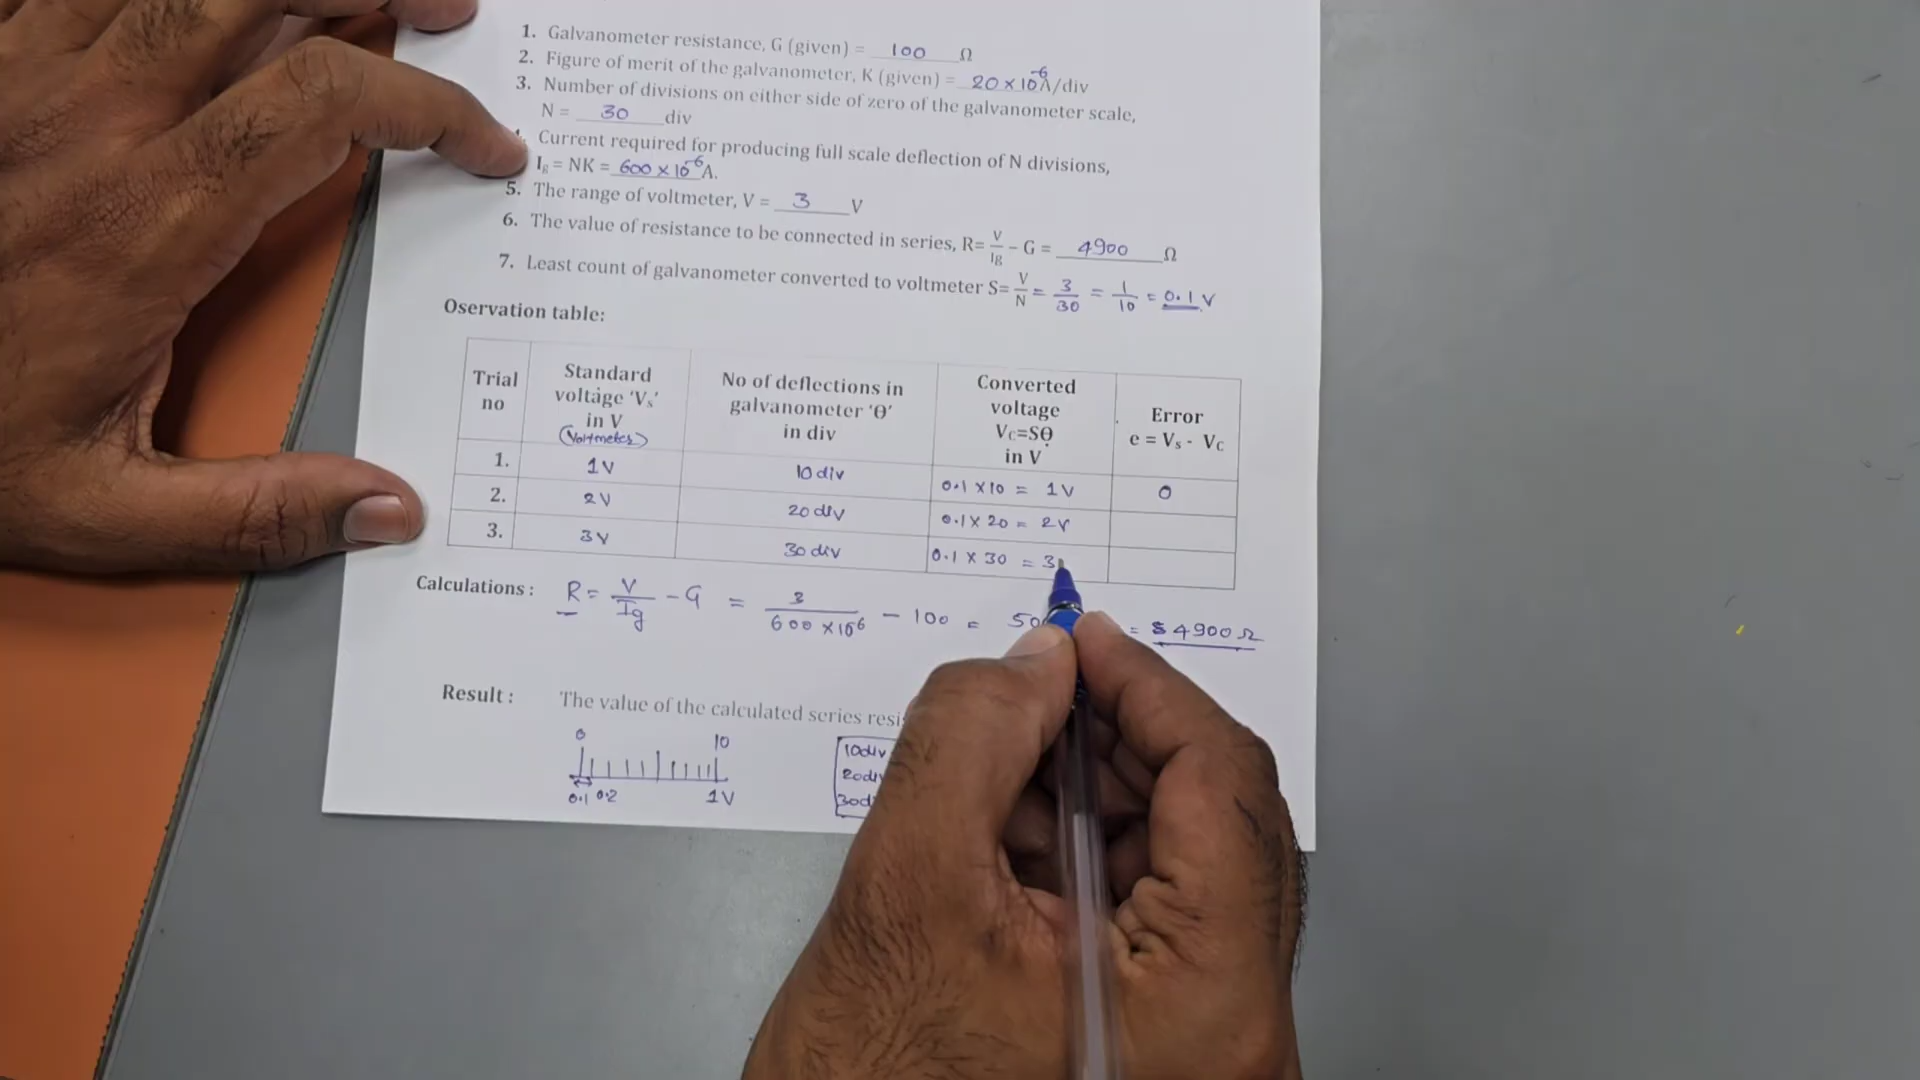 1. Galvanometer resistance, G (given) = 100 Ω
2. Figure of merit of the galvanometer, K (given) = 20 × 10⁻⁶ A/div
3. Number of divisions on either side of zero of the galvanometer scale,
N = 30 div
Current required for producing full scale deflection of N divisions,
Ig = NK = 600 × 10⁻⁶ A.
5. The range of voltmeter, V = 3 V
6. The value of resistance to be connected in series, R= V/Ig - G = 4900 Ω
7. Least count of galvanometer converted to voltmeter S= V/N = 3/30 = 1/10 = 0.1 V
Oservation table:
Trial no
Standard voltage 'Vs' in V (Voltmeter)
No of deflections in galvanometer 'θ' in div
Converted voltage Vc=Sθ in V
Error e = Vs - Vc
1. 1V 10 div 0.1 × 10 = 1V 0
2. 2V 20 div 0.1 × 20 = 2V
3. 3V 30 div 0.1 × 30 = 3
Calculations : R = V/Ig - G = 3/600 × 10⁻⁶ - 100 = = 4900 Ω
Result : The value of the calculated series
0 10
0.1 0.2 1V
10div
20di
30d